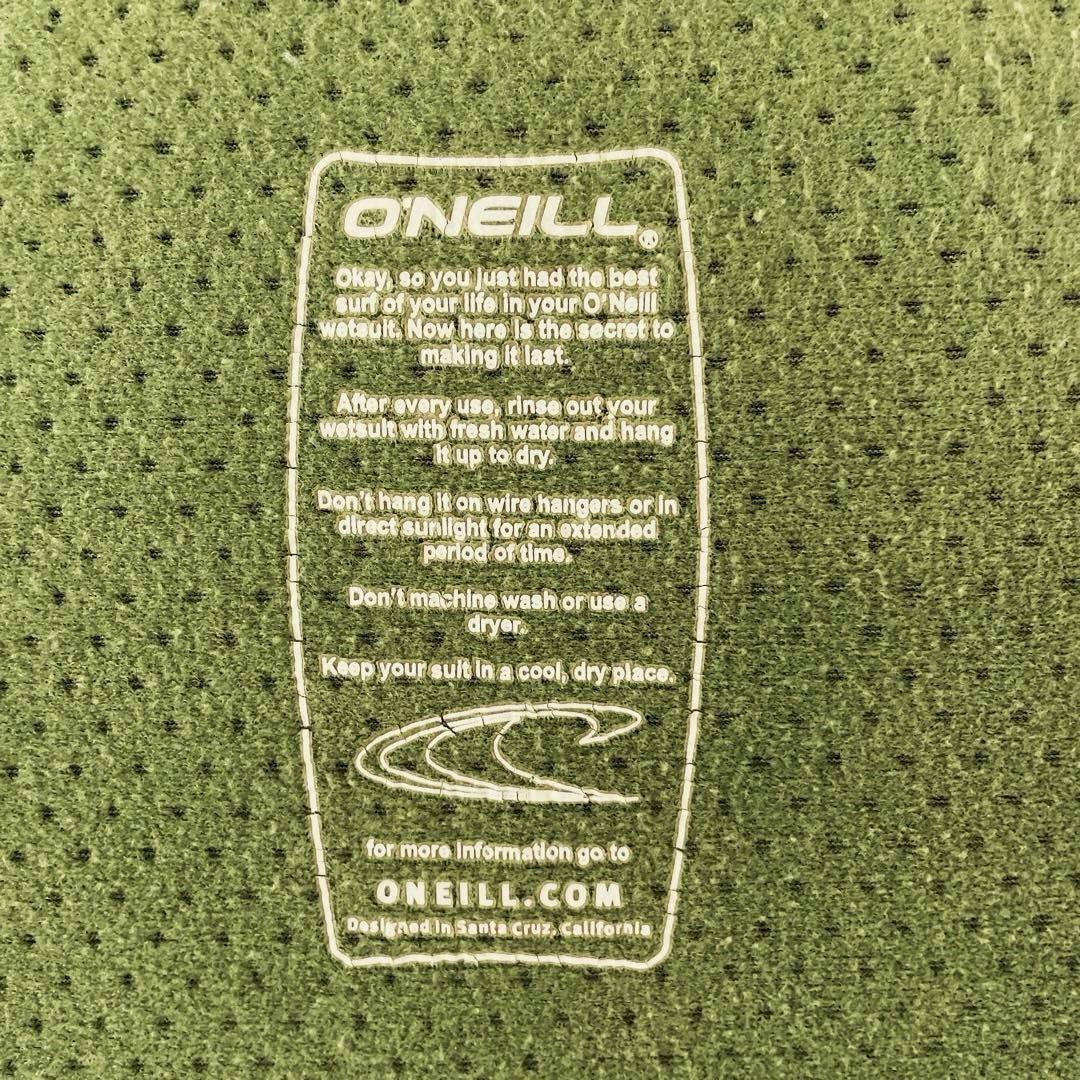 O'NEILL®
Okay, so you just had the best
surf of your life in your O'Neill
wetsuit. Now here is the secret to
making it last.
After every use, rinse out your
wetsuit with fresh water and hang
it up to dry.
Don't hang it on wire hangers or in
direct sunlight for an extended
period of time.
Don't machine wash or use a
dryer.
Keep your suit in a cool, dry place.
for more information go to
ONEILL.COM
Designed in Santa Cruz, California